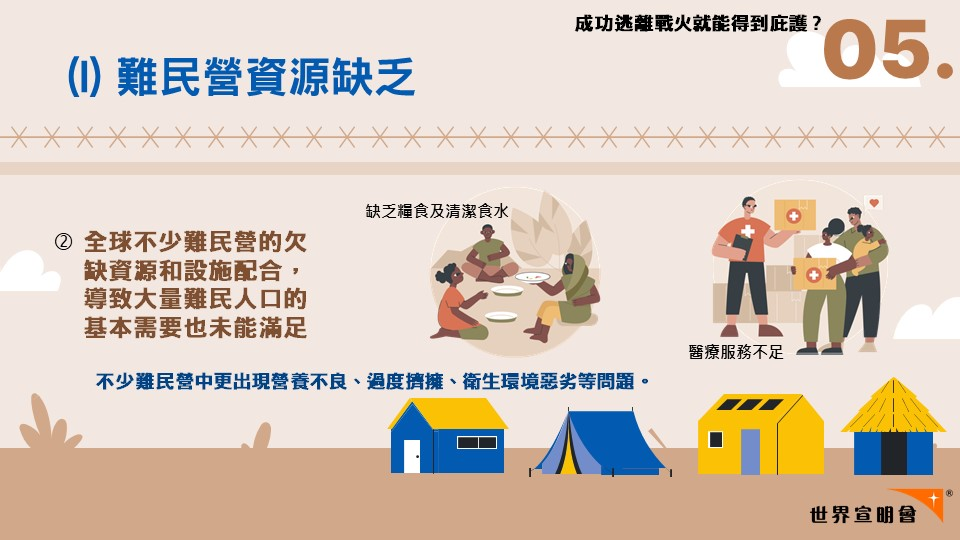 成功逃離戰火就能得到庇護？
05.
(I) 難民營資源缺乏
缺乏糧食及清潔食水
② 全球不少難民營的欠
缺資源和設施配合，
導致大量難民人口的
基本需要也未能滿足
醫療服務不足
不少難民營中更出現營養不良、過度擠擁、衛生環境惡劣等問題。
世界宣明會®